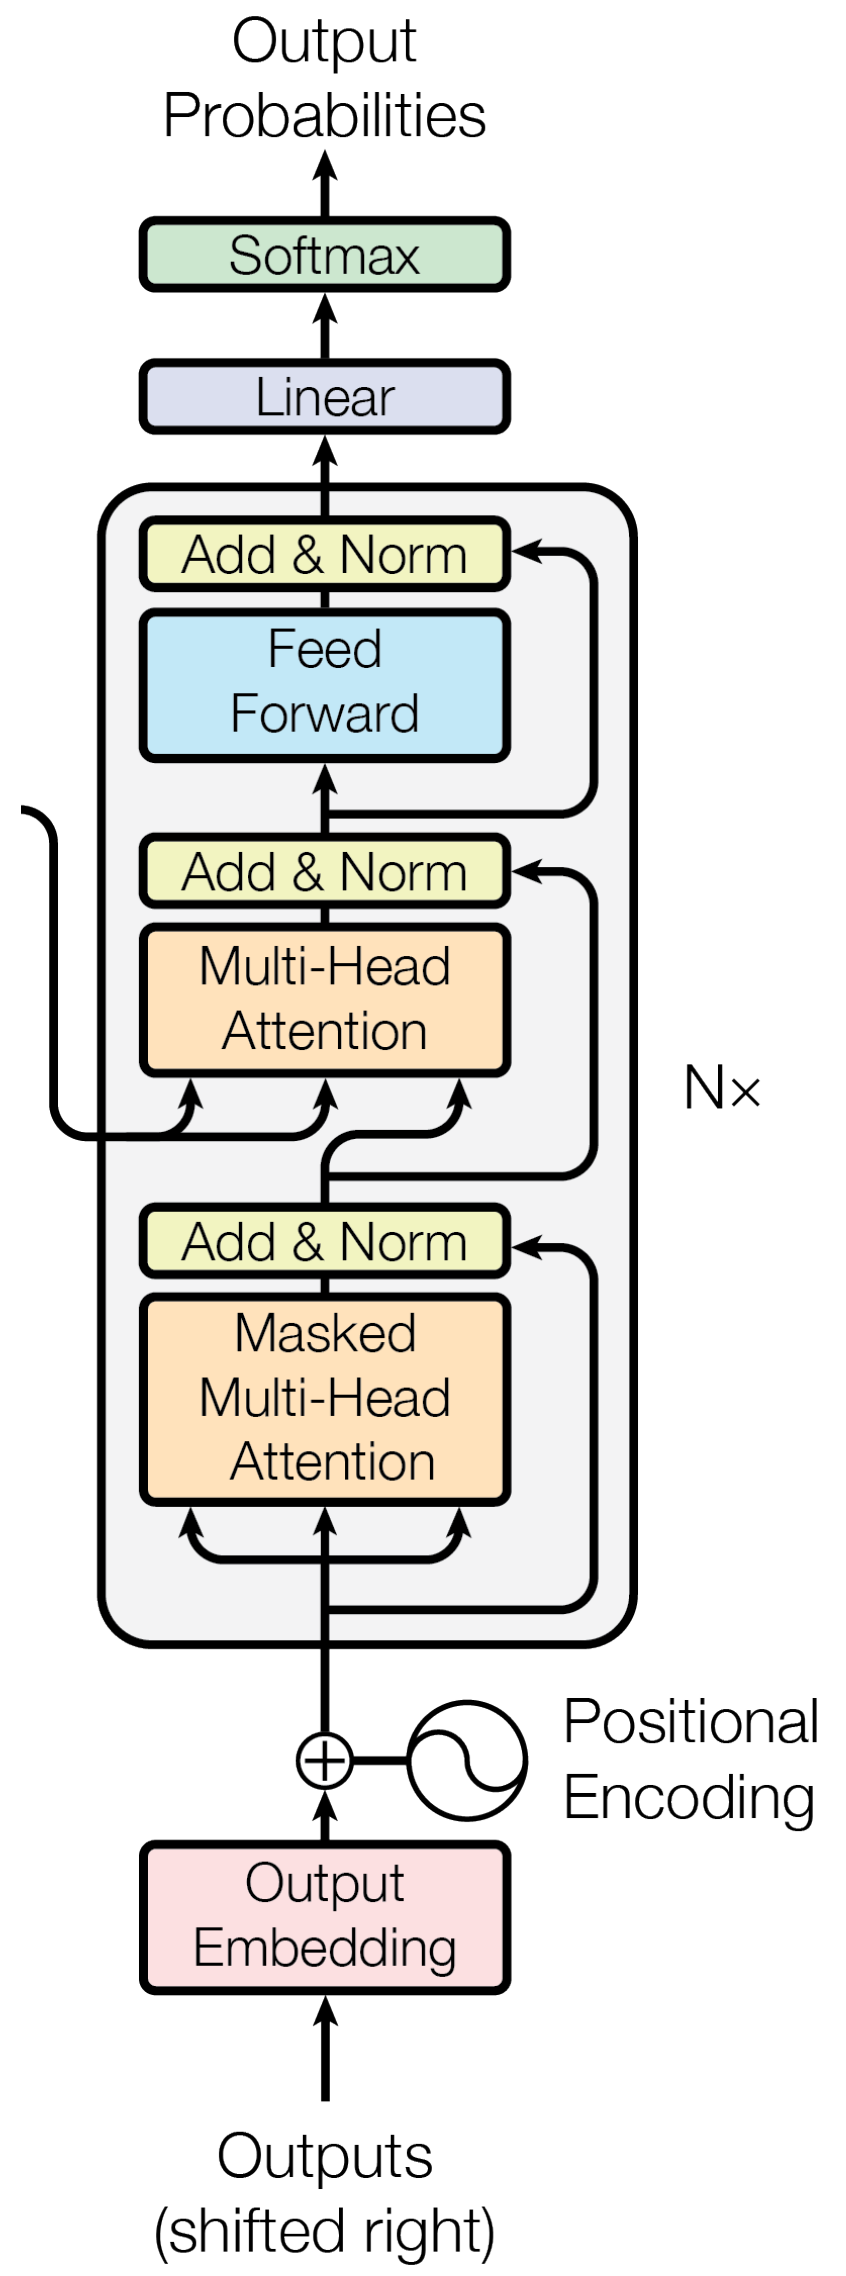 Output
Probabilities
Softmax
Linear
Add & Norm
Feed
Forward
Add & Norm
Multi-Head
Attention
N×
Add & Norm
Masked
Multi-Head
Attention
Positional
Encoding
Output
Embedding
Outputs
(shifted right)